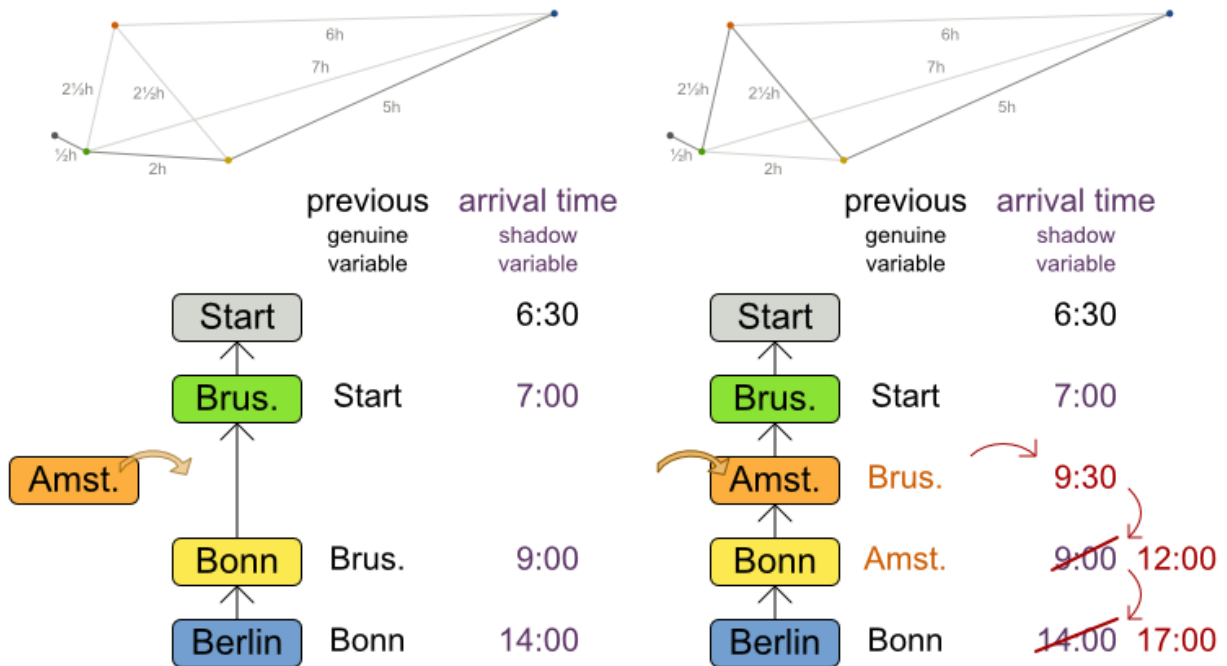 6h
7h
2½h
2½h
5h
½h
2h
previous arrival time
genuine shadow
variable variable
Start 6:30
Brus. Start 7:00
Amst.
Bonn Brus. 9:00
Berlin Bonn 14:00
6h
7h
2½h
2½h
5h
½h
2h
previous arrival time
genuine shadow
variable variable
Start 6:30
Brus. Start 7:00
Amst. Brus. 9:30
Bonn Amst. 9:00 12:00
Berlin Bonn 14:00 17:00